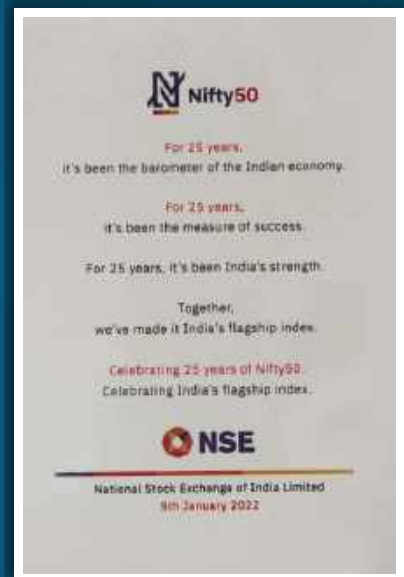 Nifty50
For 25 years,
it's been the barometer of the Indian economy.
For 25 years,
it's been the measure of success.
For 25 years, it's been India's strength.
Together,
we've made it India's flagship index.
Celebrating 25 years of Nifty50.
Celebrating India's flagship index.
NSE
National Stock Exchange of India Limited
9th January 2022